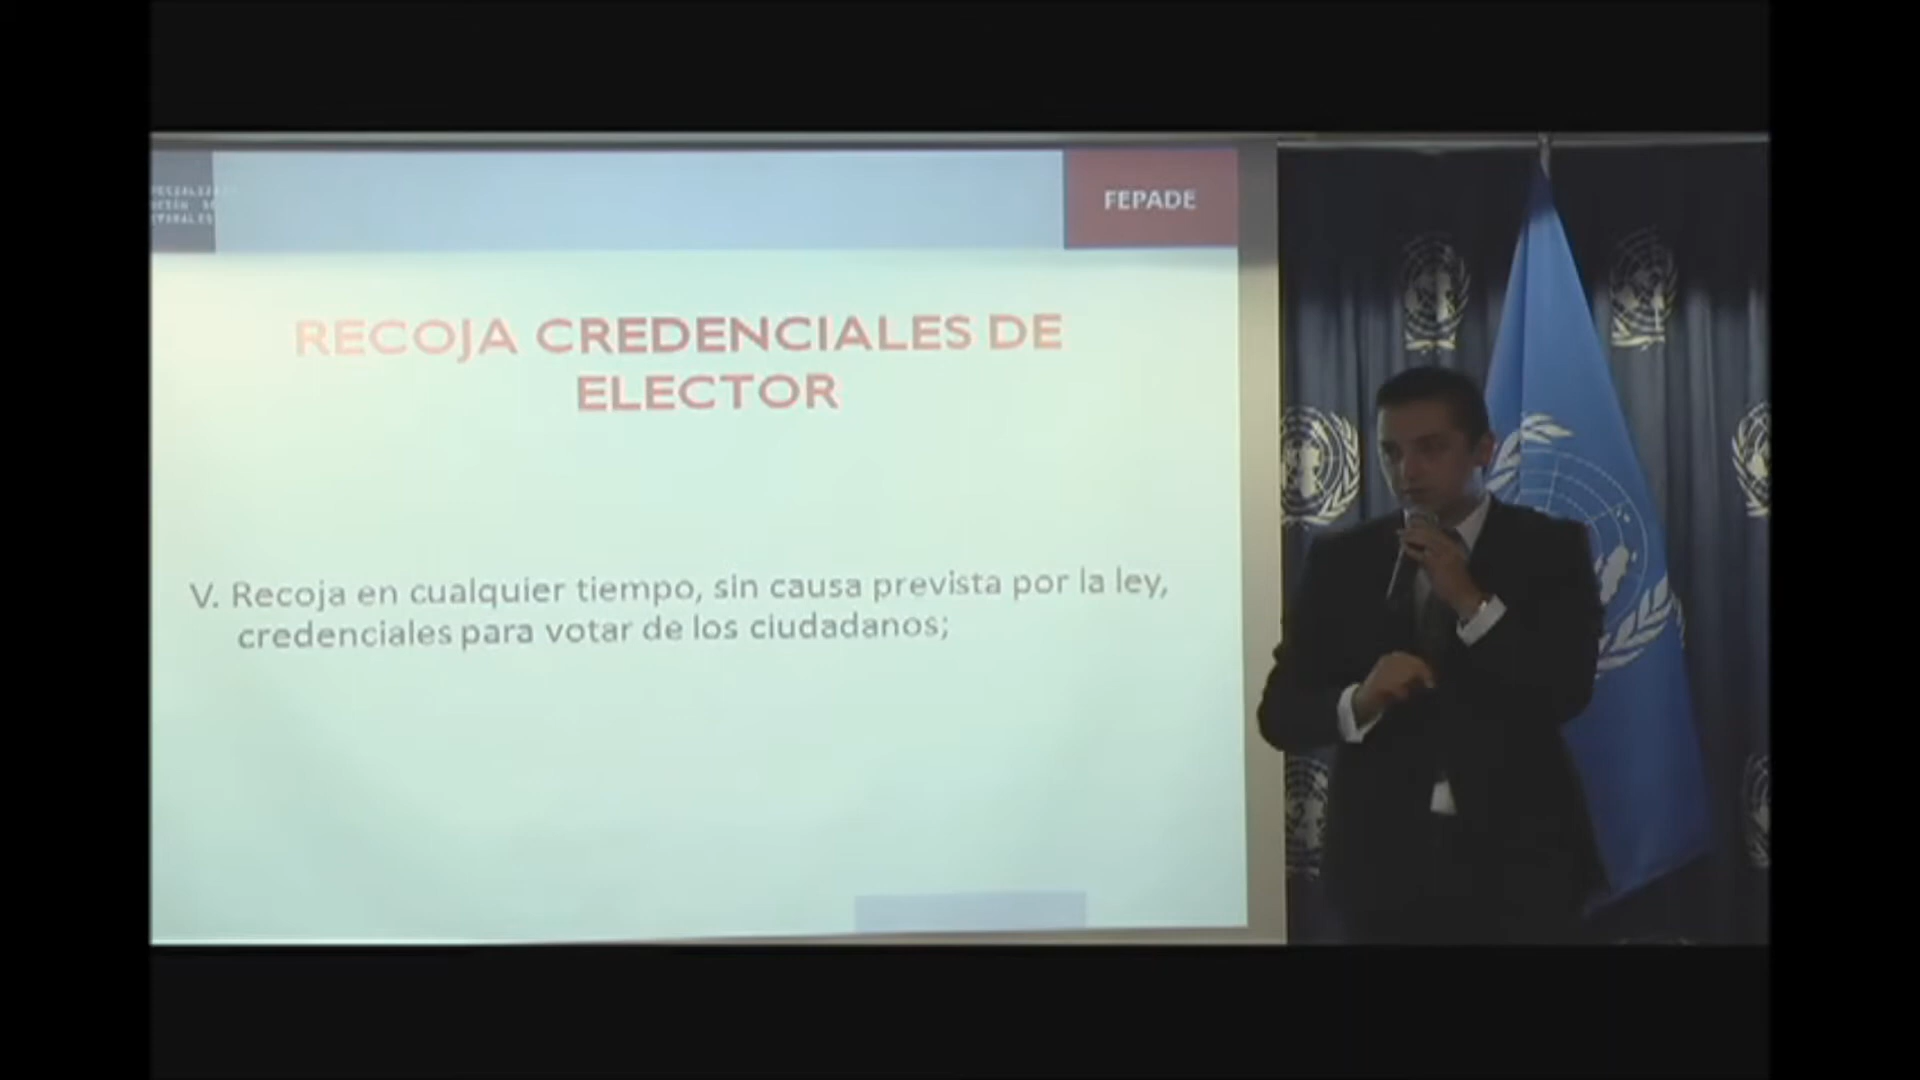 FEPADE
RECOJA CREDENCIALES DE
ELECTOR
V. Recoja en cualquier tiempo, sin causa prevista por la ley,
credenciales para votar de los ciudadanos;